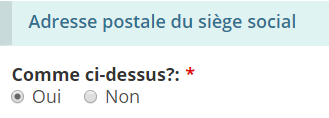 Adresse postale du siège social
Comme ci-dessus?: *
Oui Non